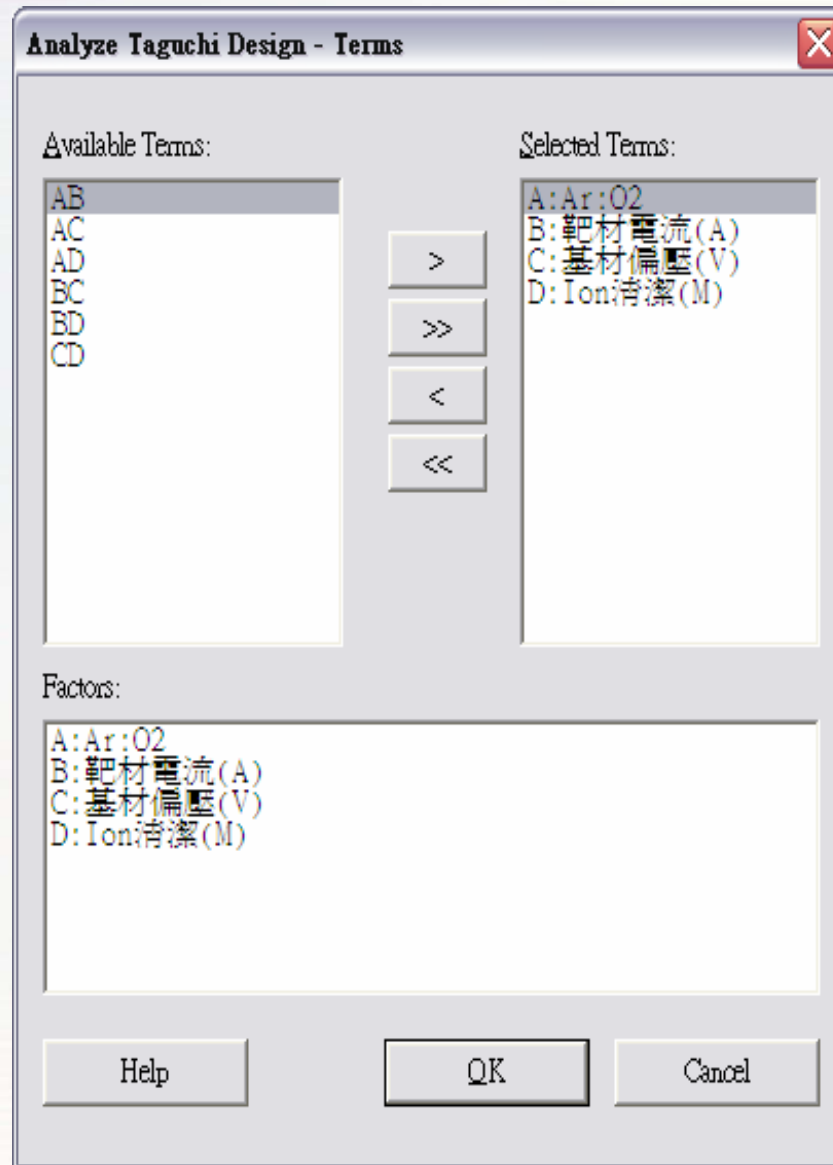 Analyze Taguchi Design - Terms
Available Terms:
AB
AC
AD
BC
BD
CD
>
>>
<
<<
Selected Terms:
A:Ar:O2
B:靶材電流(A)
C:基材偏壓(V)
D:Ion清潔(M)
Factors:
A:Ar:O2
B:靶材電流(A)
C:基材偏壓(V)
D:Ion清潔(M)
Help
OK
Cancel